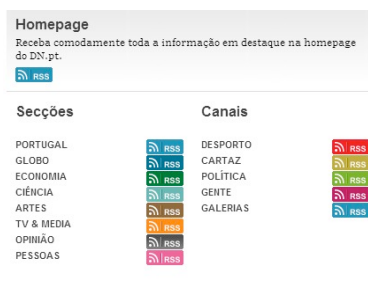 Homepage
Receba comodamente toda a informação em destaque na homepage
do DN.pt.
RSS
Secções
PORTUGAL RSS
GLOBO RSS
ECONOMIA RSS
CIÊNCIA RSS
ARTES RSS
TV & MEDIA RSS
OPINIÃO RSS
PESSOAS RSS
Canais
DESPORTO RSS
CARTAZ RSS
POLÍTICA RSS
GENTE RSS
GALERIAS RSS